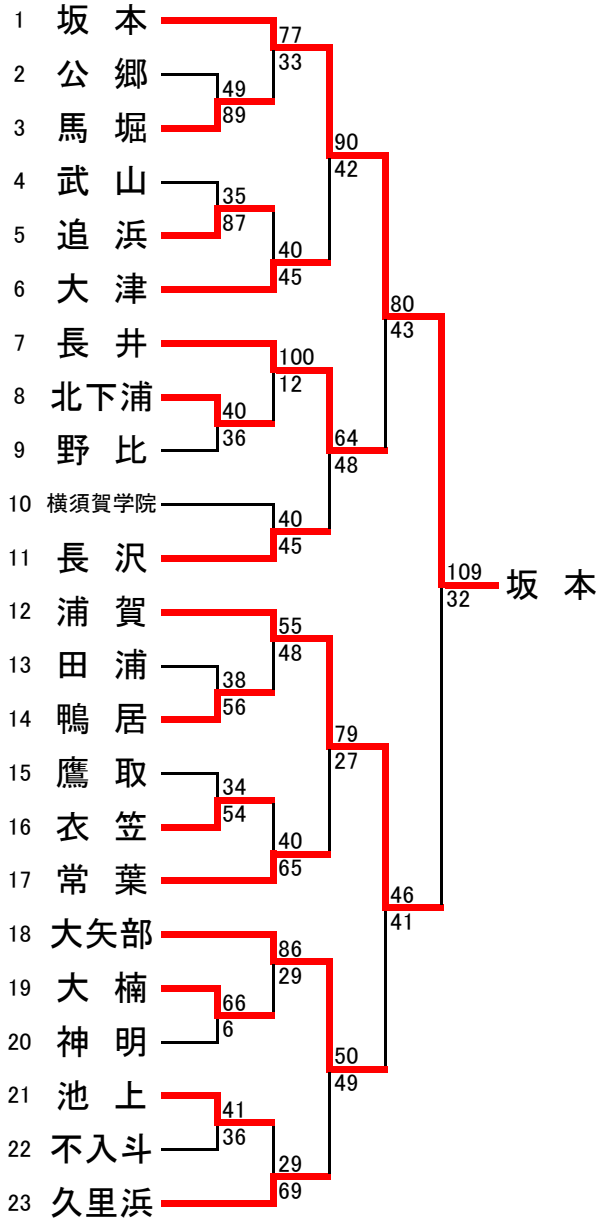 1 坂本
77
33
2 公郷
49
89
3 馬堀
90
42
4 武山
35
87
5 追浜
40
45
6 大津
80
43
7 長井
100
12
8 北下浦
40
36
9 野比
64
48
10 横須賀学院
40
45
11 長沢
109
32
坂本
12 浦賀
55
48
13 田浦
38
56
14 鴨居
79
27
15 鷹取
34
54
16 衣笠
40
65
17 常葉
46
41
18 大矢部
86
29
19 大楠
66
6
20 神明
50
49
21 池上
41
36
22 不入斗
29
69
23 久里浜